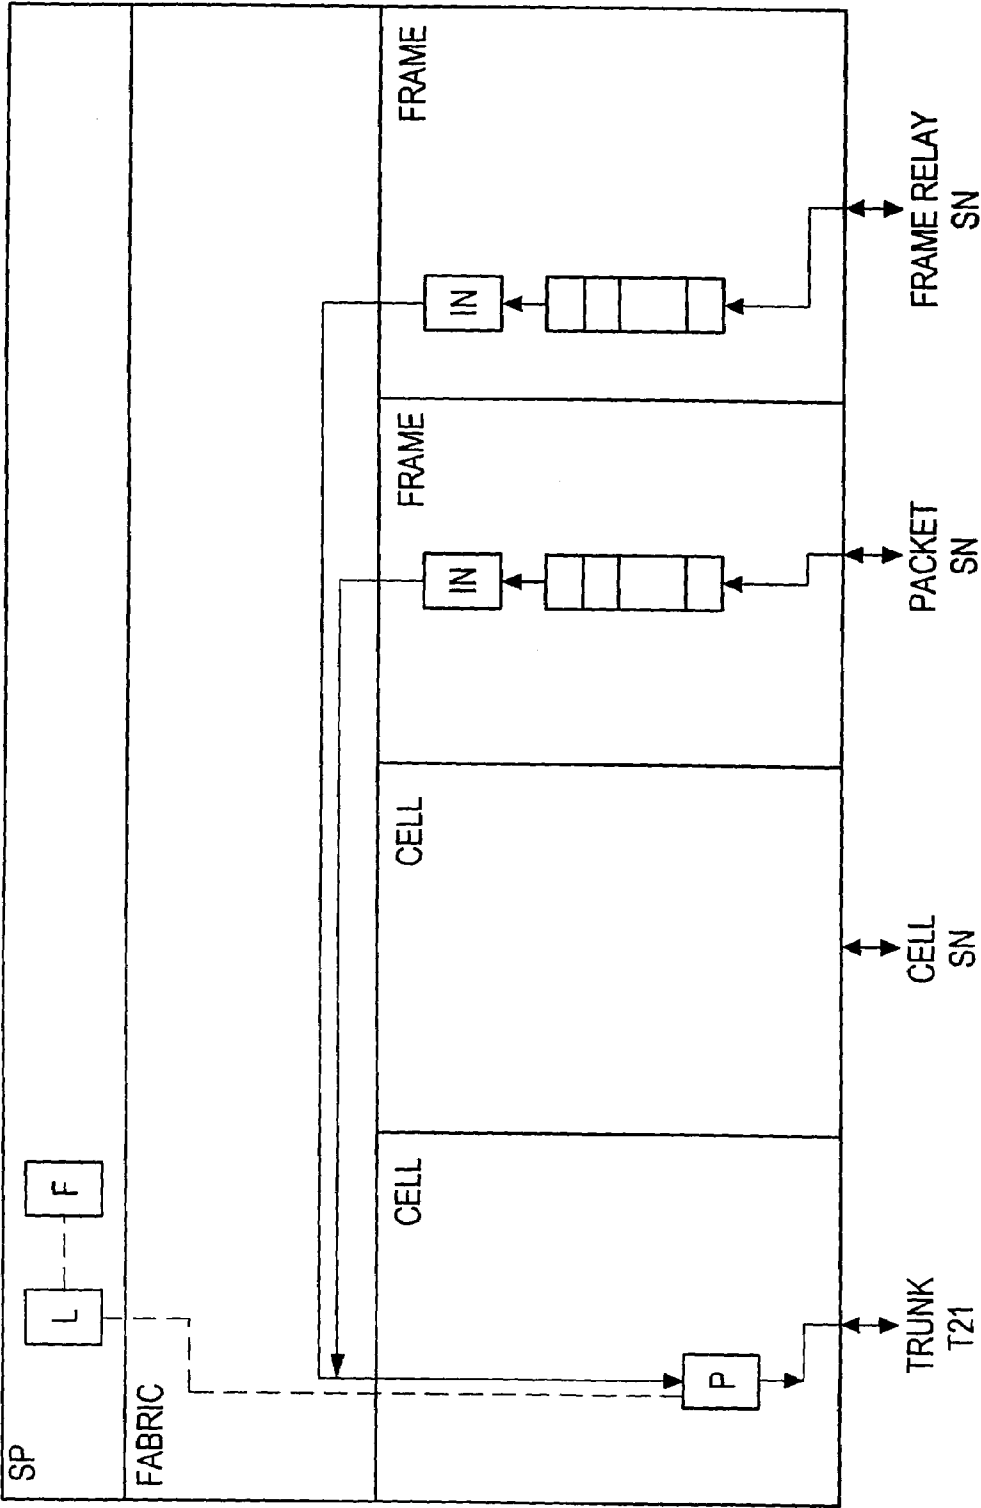 SP
L
F
FABRIC
CELL
CELL
FRAME
FRAME
P
IN
IN
TRUNK
T21
CELL
SN
PACKET
SN
FRAME RELAY
SN